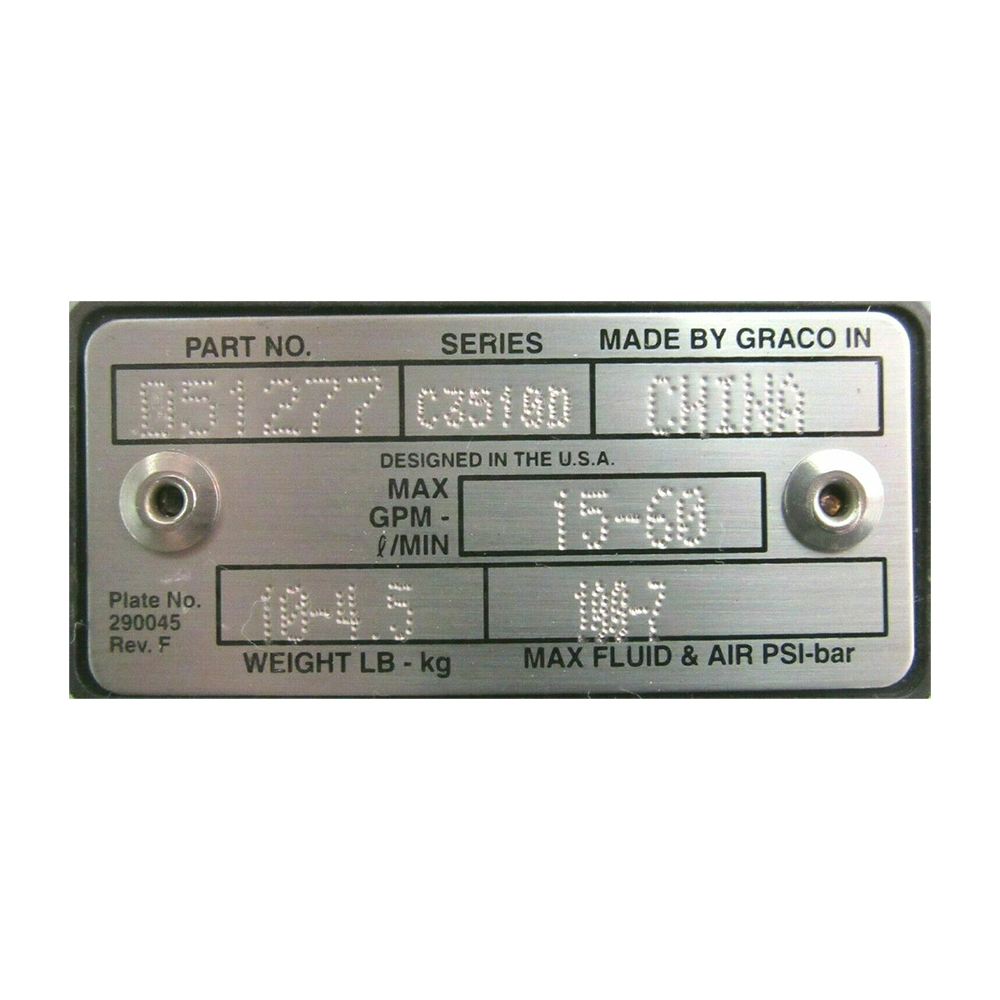 PART NO. SERIES MADE BY GRACO IN
D51277 C3510D CHINA
DESIGNED IN THE U.S.A.
MAX
GPM -
ℓ/MIN
15-60
Plate No.
290045
Rev. F
10-4.5 100-7
WEIGHT LB - kg MAX FLUID & AIR PSI-bar